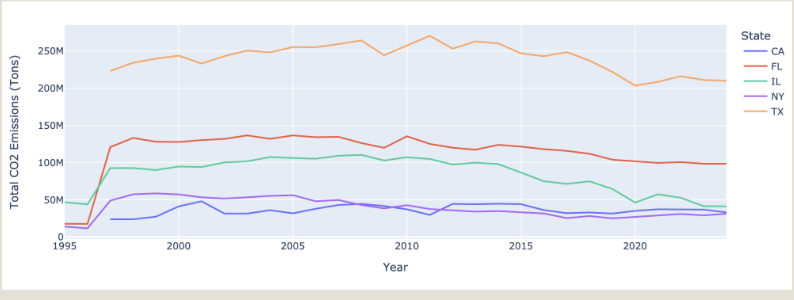 State
CA
FL
IL
NY
TX
Total CO2 Emissions (Tons)
250M
200M
150M
100M
50M
0
1995
2000
2005
2010
2015
2020
Year